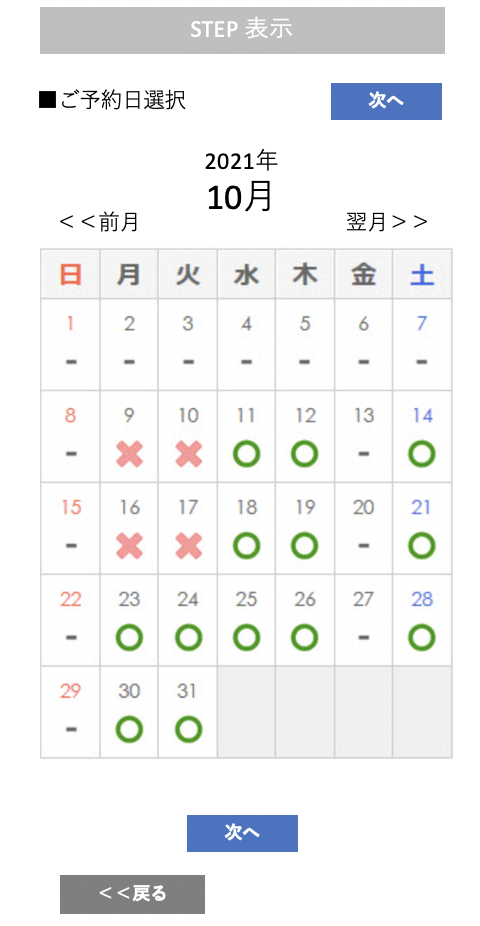 STEP 表示
■ご予約日選択
次へ
2021年
10月
<<前月
翌月>>
日 月 火 水 木 金 土
1 2 3 4 5 6 7
- - - - - - -
8 9 10 11 12 13 14
- ✖ ✖ ○ ○ - ○
15 16 17 18 19 20 21
- ✖ ✖ ○ ○ - ○
22 23 24 25 26 27 28
- ○ ○ ○ ○ - ○
29 30 31
- ○ ○
次へ
<<戻る